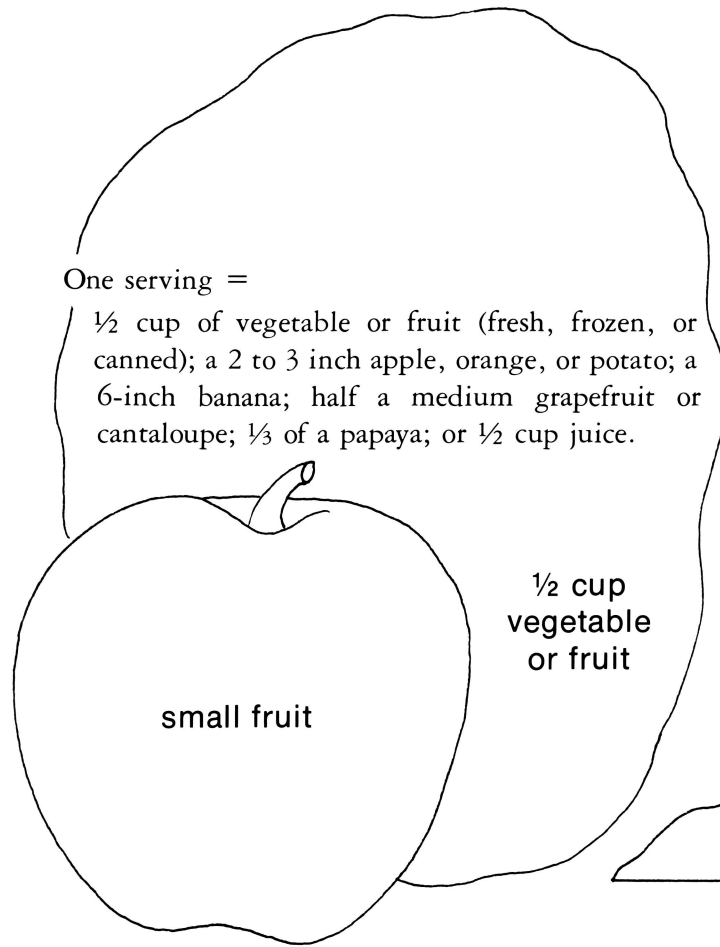 One serving =
½ cup of vegetable or fruit (fresh, frozen, or
canned); a 2 to 3 inch apple, orange, or potato; a
6-inch banana; half a medium grapefruit or
cantaloupe; ⅓ of a papaya; or ½ cup juice.
½ cup
vegetable
or fruit
small fruit